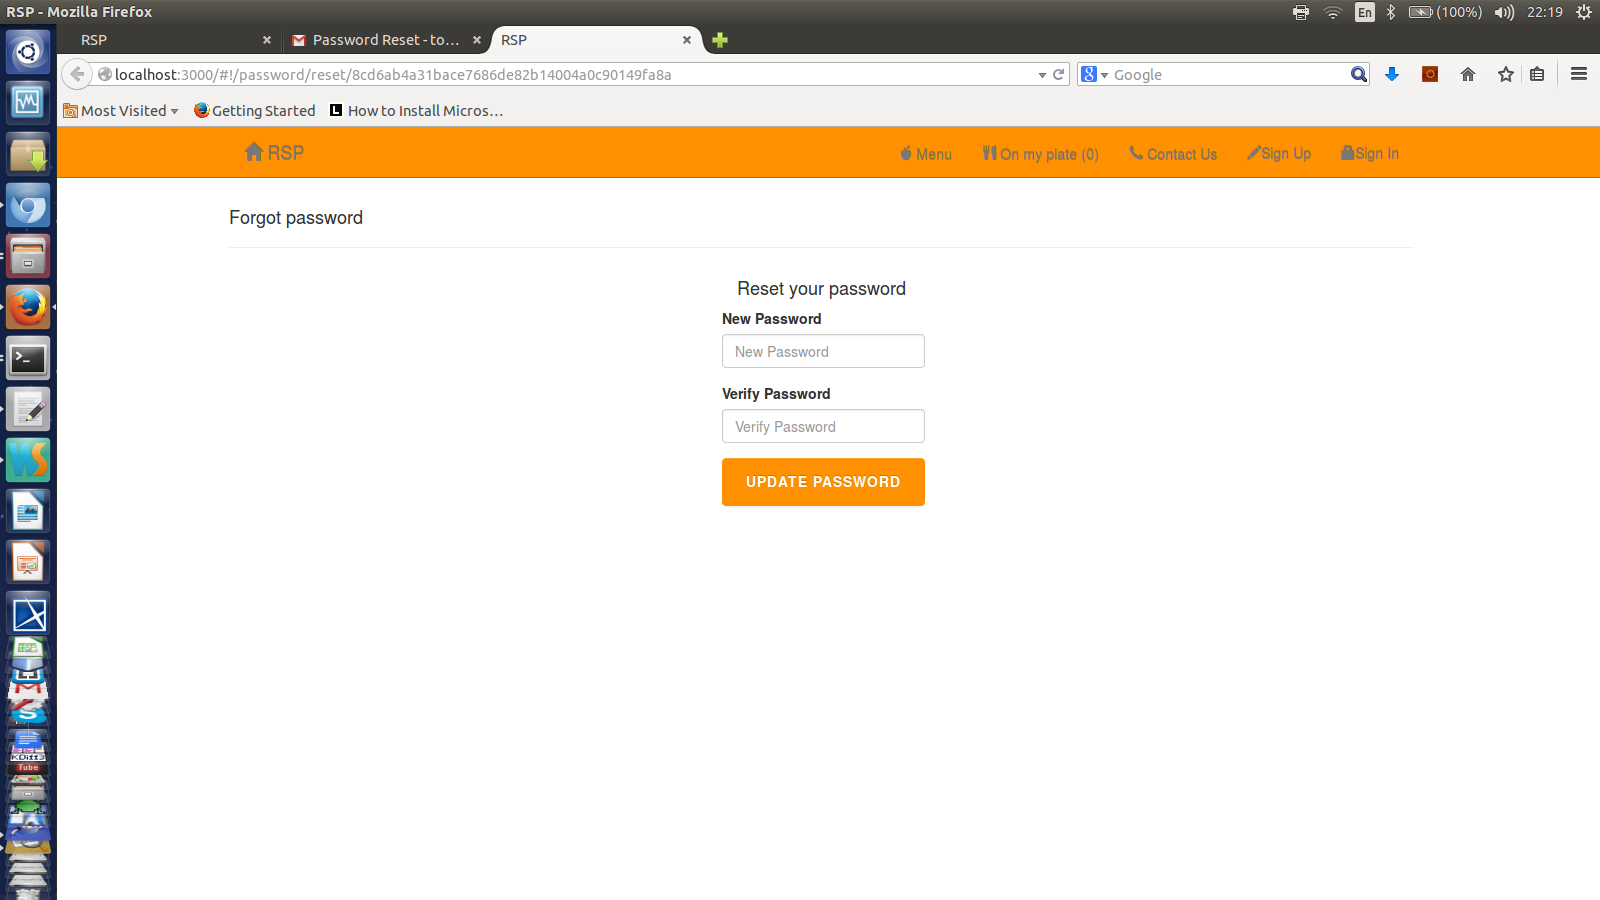 RSP - Mozilla Firefox
En
(100%)
22:19
RSP
Password Reset - to...
RSP
localhost:3000/#!/password/reset/8cd6ab4a31bace7686de82b14004a0c90149fa8a
Google
Most Visited
Getting Started
How to Install Micros...
RSP
Menu
On my plate (0)
Contact Us
Sign Up
Sign In
Forgot password
Reset your password
New Password
New Password
Verify Password
Verify Password
UPDATE PASSWORD
KDiff3
Tube